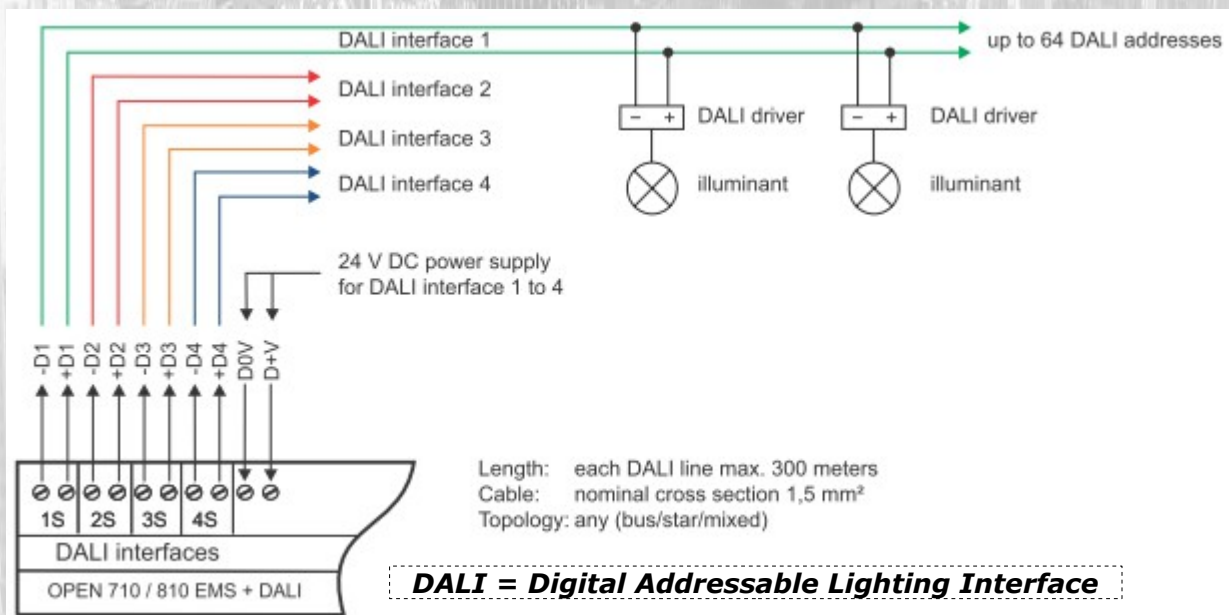 DALI interface 1
up to 64 DALI addresses
DALI interface 2
DALI interface 3
DALI interface 4
− +
DALI driver
− +
DALI driver
illuminant
illuminant
24 V DC power supply
for DALI interface 1 to 4
-D1
+D1
-D2
+D2
-D3
+D3
-D4
+D4
D0V
D+V
1S 2S 3S 4S
DALI interfaces
OPEN 710 / 810 EMS + DALI
Length: each DALI line max. 300 meters
Cable: nominal cross section 1,5 mm²
Topology: any (bus/star/mixed)
DALI = Digital Addressable Lighting Interface